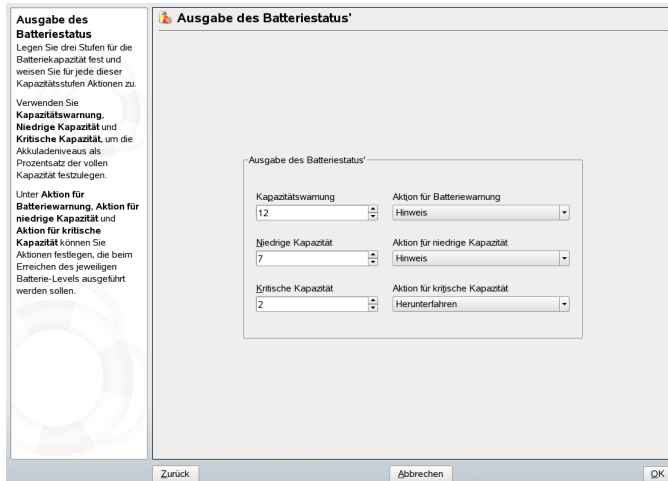 Ausgabe des
Batteriestatus
Legen Sie drei Stufen für die
Batteriekapazität fest und
weisen Sie für jede dieser
Kapazitätsstufen Aktionen zu.
Verwenden Sie
Kapazitätswarnung,
Niedrige Kapazität und
Kritische Kapazität, um die
Akkuladeniveaus als
Prozentsatz der vollen
Kapazität festzulegen.
Unter Aktion für
Batteriewarnung, Aktion für
niedrige Kapazität und
Aktion für kritische
Kapazität können Sie
Aktionen festlegen, die beim
Erreichen des jeweiligen
Batterie-Levels ausgeführt
werden sollen.
Ausgabe des Batteriestatus'
Ausgabe des Batteriestatus'
Kapazitätswarnung
Aktion für Batteriewarnung
12
Hinweis
Niedrige Kapazität
Aktion für niedrige Kapazität
7
Hinweis
Kritische Kapazität
Aktion für kritische Kapazität
2
Herunterfahren
Zurück
Abbrechen
OK